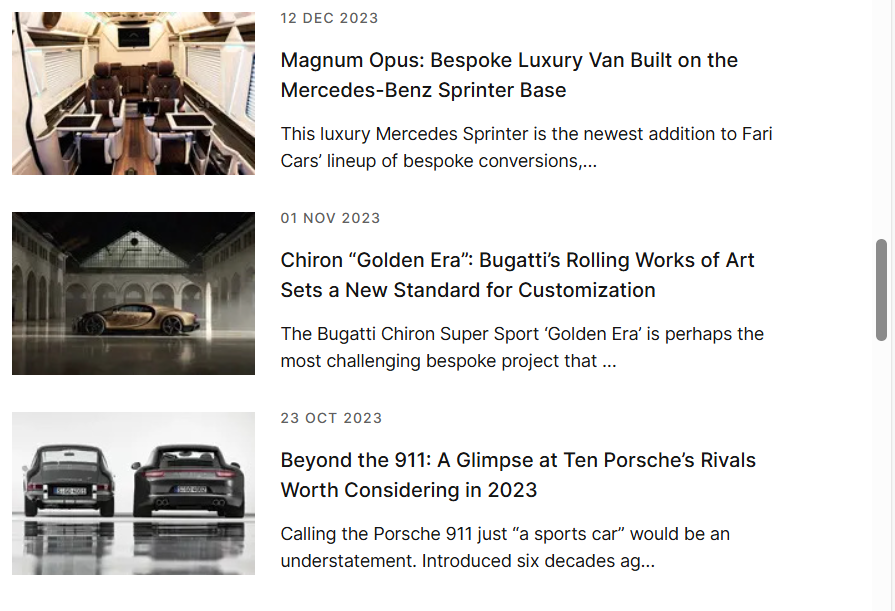 12 DEC 2023
Magnum Opus: Bespoke Luxury Van Built on the
Mercedes-Benz Sprinter Base
This luxury Mercedes Sprinter is the newest addition to Fari
Cars’ lineup of bespoke conversions,...
01 NOV 2023
Chiron “Golden Era”: Bugatti’s Rolling Works of Art
Sets a New Standard for Customization
The Bugatti Chiron Super Sport ‘Golden Era’ is perhaps the
most challenging bespoke project that ...
23 OCT 2023
Beyond the 911: A Glimpse at Ten Porsche’s Rivals
Worth Considering in 2023
Calling the Porsche 911 just “a sports car” would be an
understatement. Introduced six decades ag...